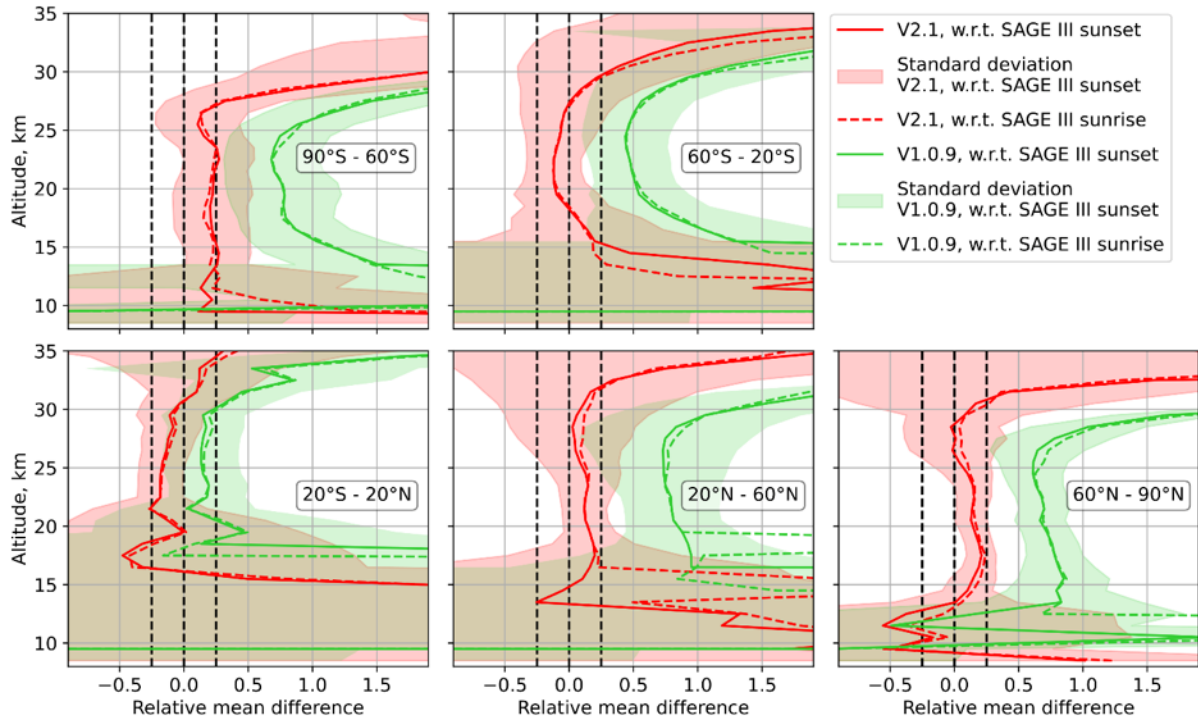 35
30
25
20
15
10
Altitude, km
90°S - 60°S
60°S - 20°S
V2.1, w.r.t. SAGE III sunset
Standard deviation
V2.1, w.r.t. SAGE III sunset
V2.1, w.r.t. SAGE III sunrise
V1.0.9, w.r.t. SAGE III sunset
Standard deviation
V1.0.9, w.r.t. SAGE III sunset
V1.0.9, w.r.t. SAGE III sunrise
35
30
25
20
15
10
Altitude, km
20°S - 20°N
20°N - 60°N
60°N - 90°N
−0.5 0.0 0.5 1.0 1.5
−0.5 0.0 0.5 1.0 1.5
−0.5 0.0 0.5 1.0 1.5
Relative mean difference
Relative mean difference
Relative mean difference